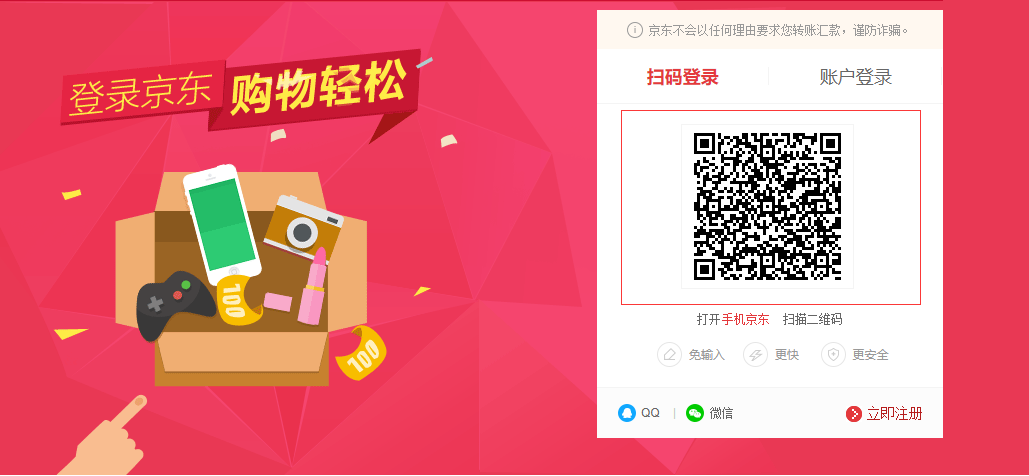 登录京东
购物轻松
100
100
京东不会以任何理由要求您转账汇款，谨防诈骗。
扫码登录
账户登录
打开手机京东 扫描二维码
免输入
更快
更安全
QQ
微信
立即注册